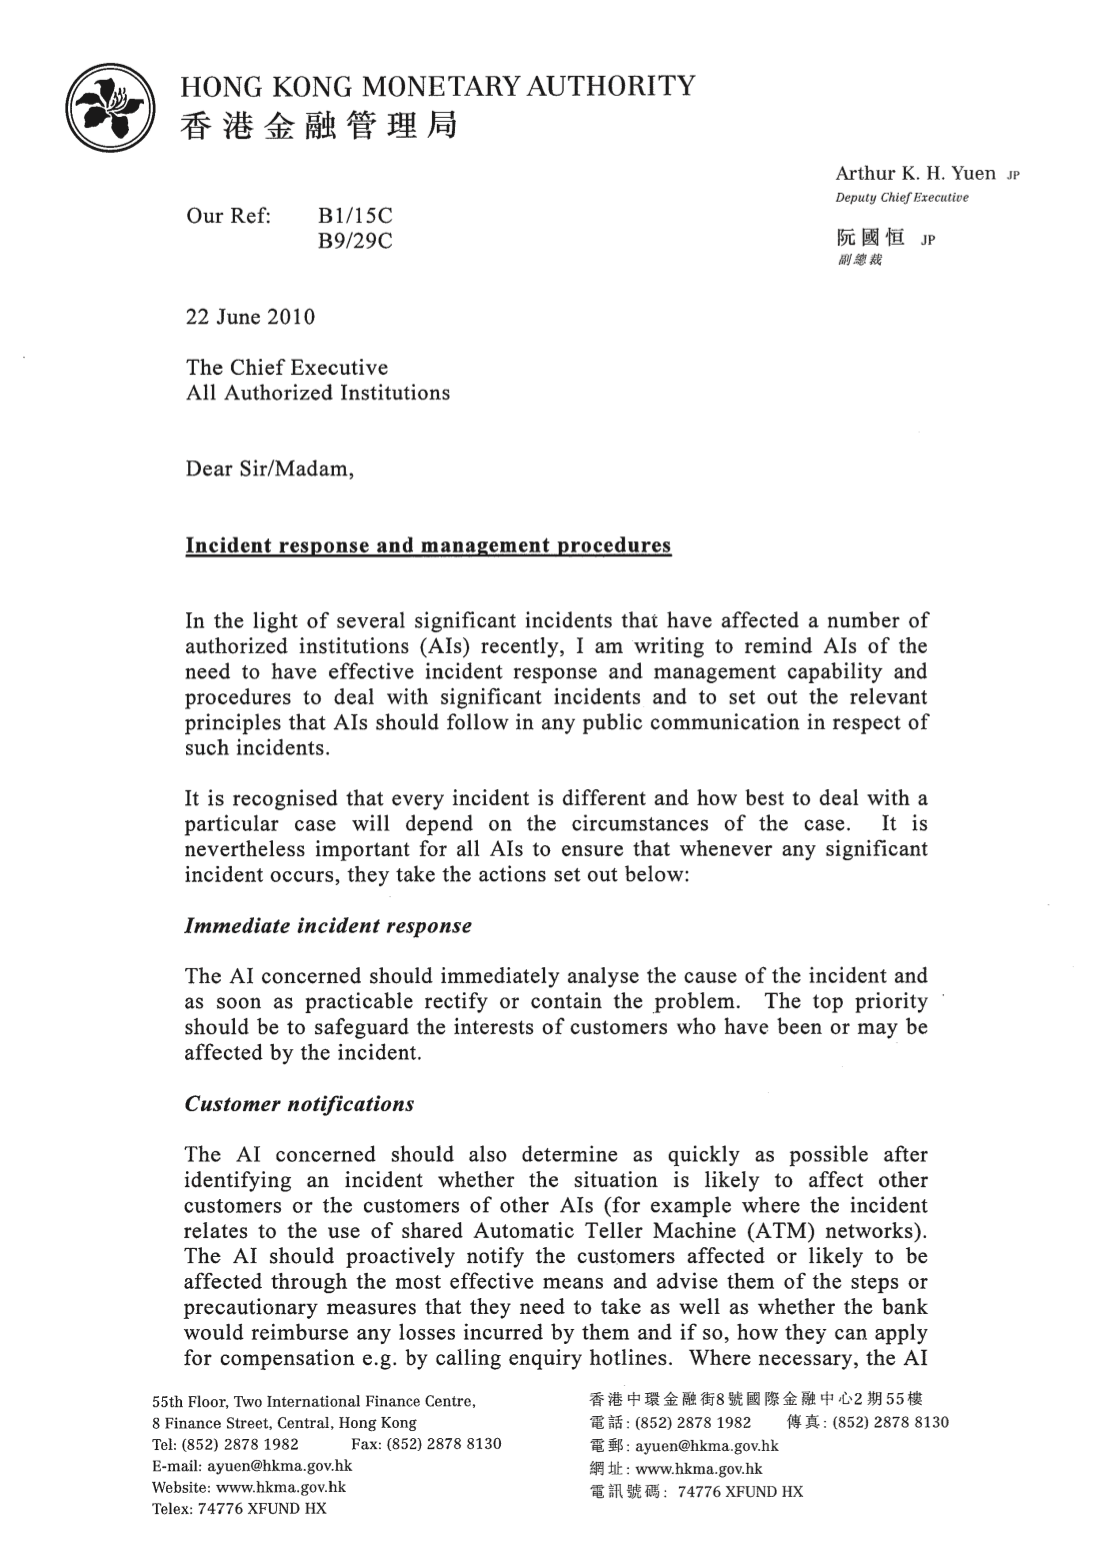 HONG KONG MONETARY AUTHORITY
香港金融管理局
Arthur K. H. Yuen JP
Deputy Chief Executive
阮國恒 JP
副總裁
Our Ref: B1/15C
B9/29C
22 June 2010
The Chief Executive
All Authorized Institutions
Dear Sir/Madam,
Incident response and management procedures
In the light of several significant incidents that have affected a number of
authorized institutions (AIs) recently, I am writing to remind AIs of the
need to have effective incident response and management capability and
procedures to deal with significant incidents and to set out the relevant
principles that AIs should follow in any public communication in respect of
such incidents.
It is recognised that every incident is different and how best to deal with a
particular case will depend on the circumstances of the case. It is
nevertheless important for all AIs to ensure that whenever any significant
incident occurs, they take the actions set out below:
Immediate incident response
The AI concerned should immediately analyse the cause of the incident and
as soon as practicable rectify or contain the problem. The top priority
should be to safeguard the interests of customers who have been or may be
affected by the incident.
Customer notifications
The AI concerned should also determine as quickly as possible after
identifying an incident whether the situation is likely to affect other
customers or the customers of other AIs (for example where the incident
relates to the use of shared Automatic Teller Machine (ATM) networks).
The AI should proactively notify the customers affected or likely to be
affected through the most effective means and advise them of the steps or
precautionary measures that they need to take as well as whether the bank
would reimburse any losses incurred by them and if so, how they can apply
for compensation e.g. by calling enquiry hotlines. Where necessary, the AI
55th Floor, Two International Finance Centre,
8 Finance Street, Central, Hong Kong
Tel: (852) 2878 1982 Fax: (852) 2878 8130
E-mail: ayuen@hkma.gov.hk
Website: www.hkma.gov.hk
Telex: 74776 XFUND HX
香港中環金融街8號國際金融中心2期55樓
電話: (852) 2878 1982 傳真: (852) 2878 8130
電郵: ayuen@hkma.gov.hk
網址: www.hkma.gov.hk
電訊號碼: 74776 XFUND HX